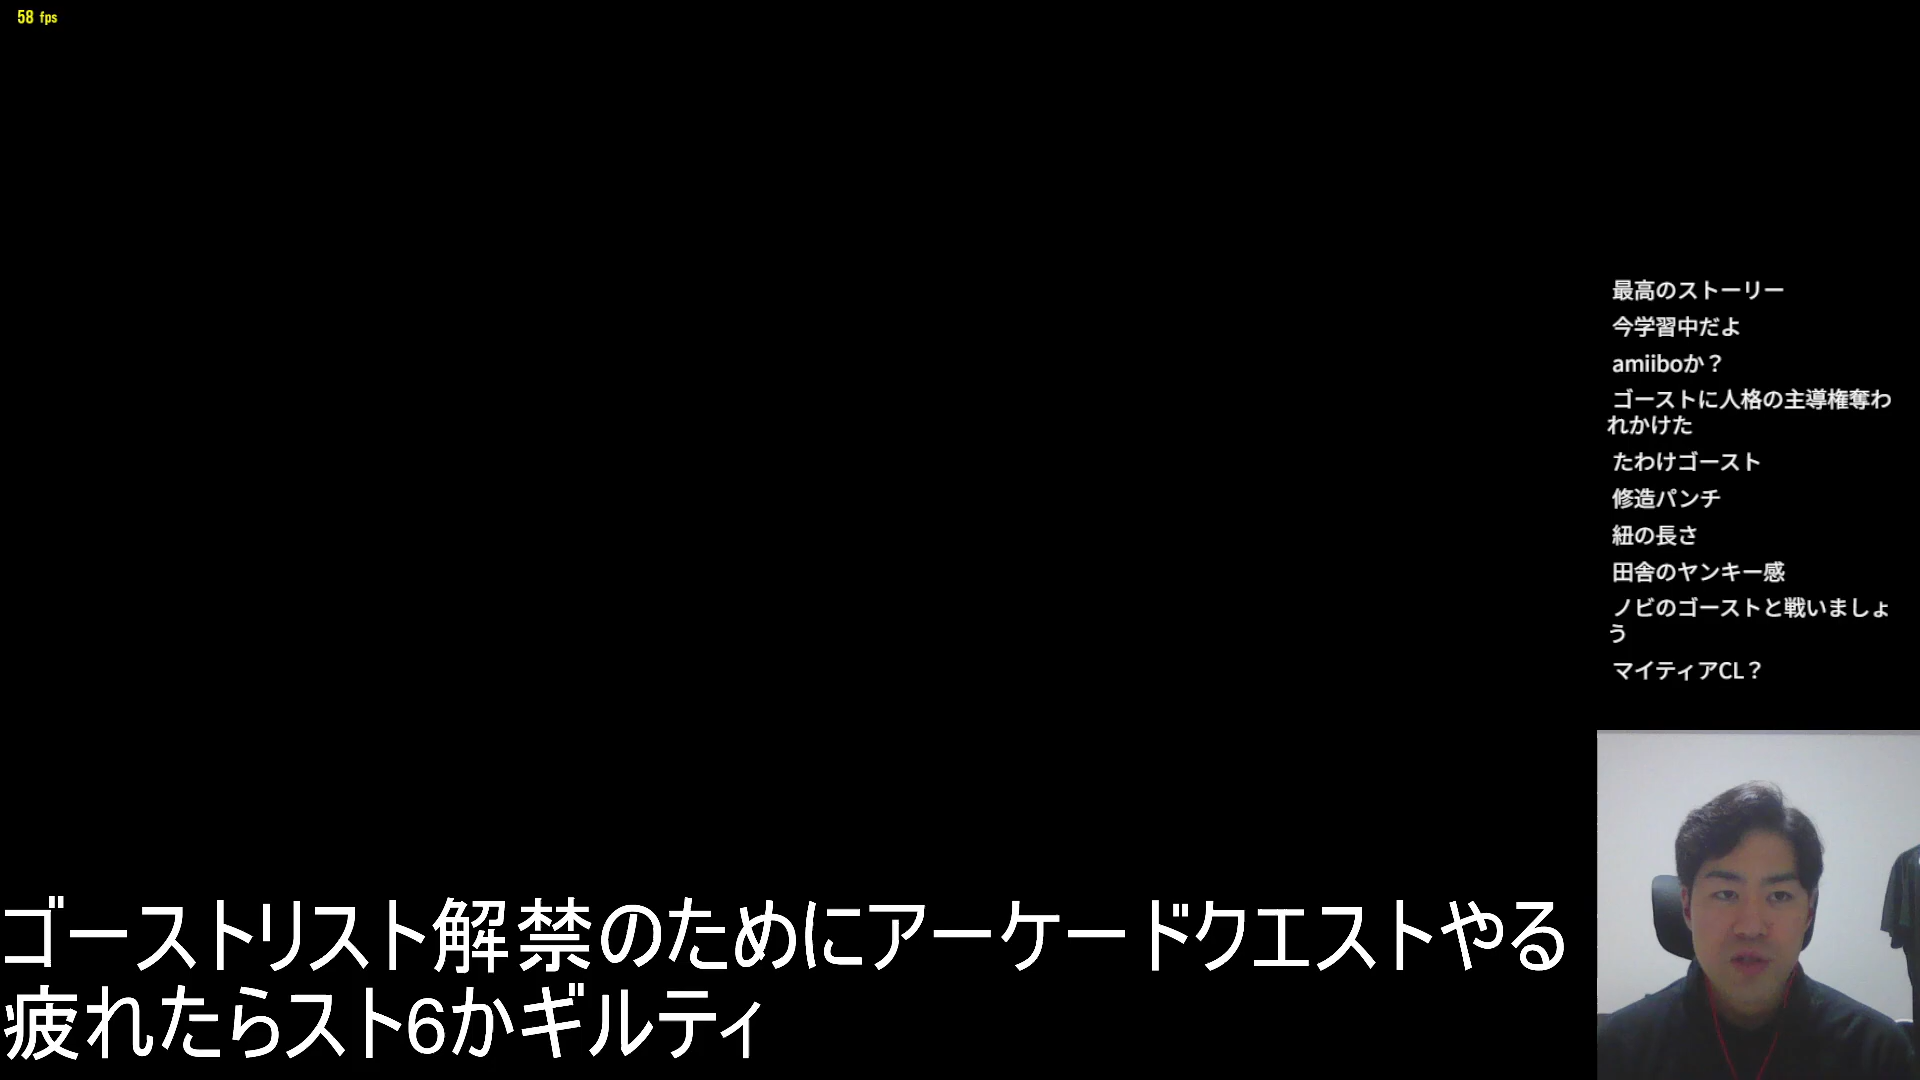 58 fps
最高のストーリー
今学習中だよ
amiiboか？
ゴーストに人格の主導権奪わ
れかけた
たわけゴースト
修造パンチ
紐の長さ
田舎のヤンキー感
ノビのゴーストと戦いましょ
う
マイティアCL？
ゴーストリスト解禁のためにアーケードクエストやる
疲れたらスト6かギルティ